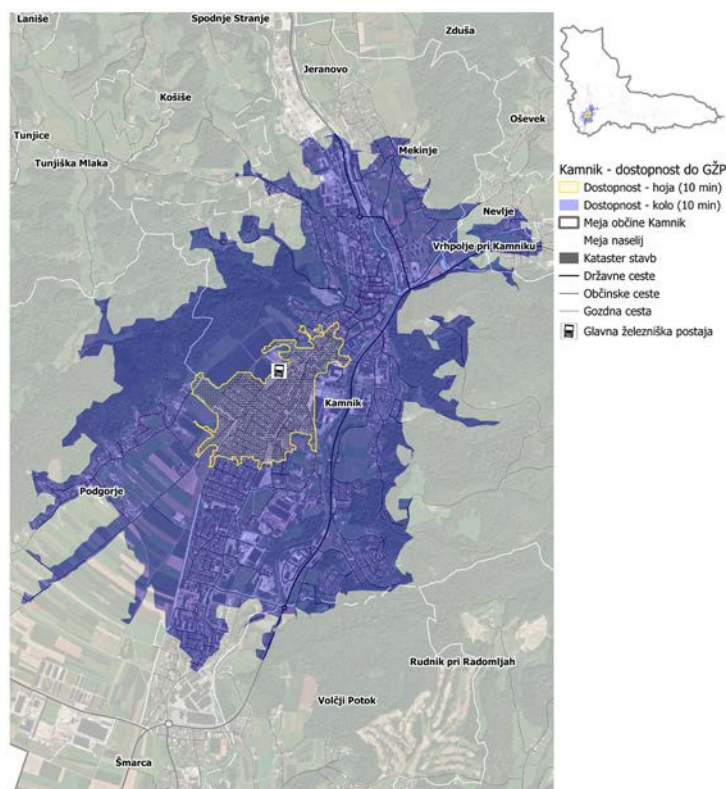 Laniše
Spodnje Stranje
Zduša
Jeranovo
Košiše
Oševek
Tunjice
Mekinje
Tunjiška Mlaka
Nevlje
Vrhpolje pri Kamniku
Kamnik
Podgorje
Rudnik pri Radomljah
Volčji Potok
Šmarca
Kamnik - dostopnost do GŽP
Dostopnost - hoja (10 min)
Dostopnost - kolo (10 min)
Meja občine Kamnik
Meja naselij
Kataster stavb
Državne ceste
Občinske ceste
Gozdna cesta
Glavna železniška postaja